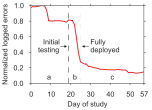 Normalized logged errors
1.0
0.8
0.6
0.4
0.2
0.0
Initial
testing
Fully
deployed
a
b
c
0
10
20
30
40
50 57
Day of study